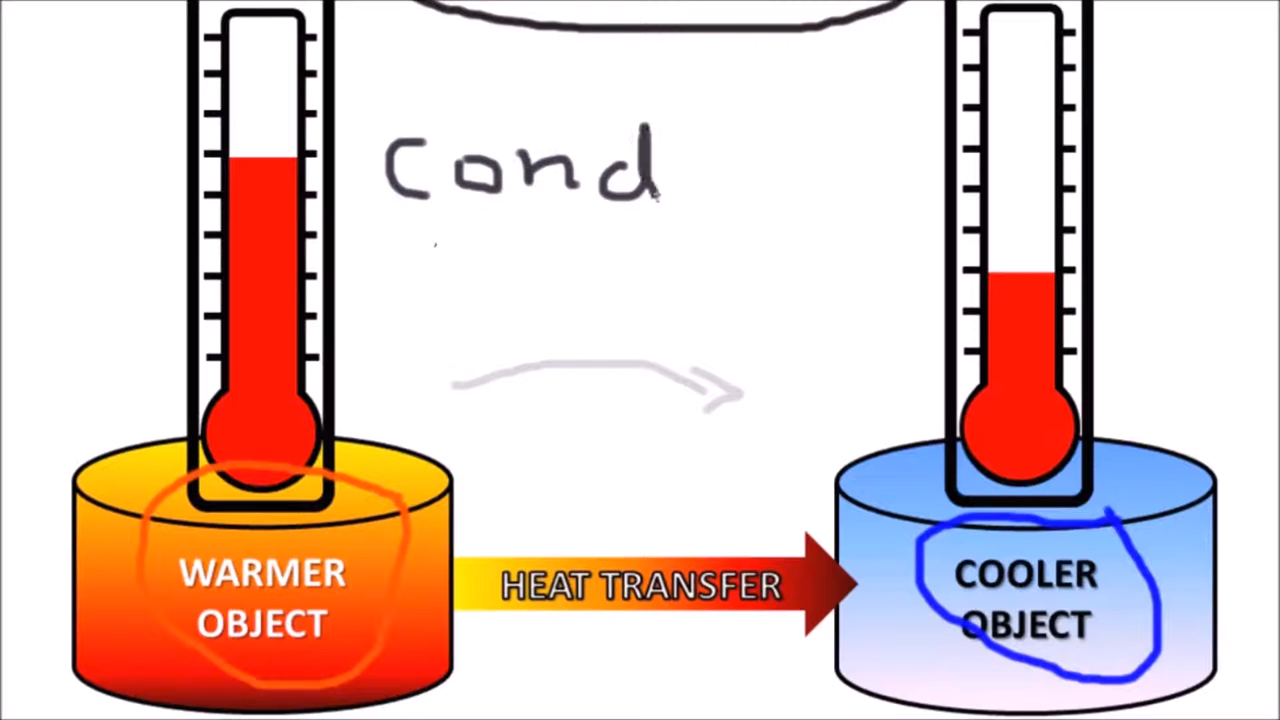 Cond
WARMER
OBJECT
HEAT TRANSFER
COOLER
OBJECT